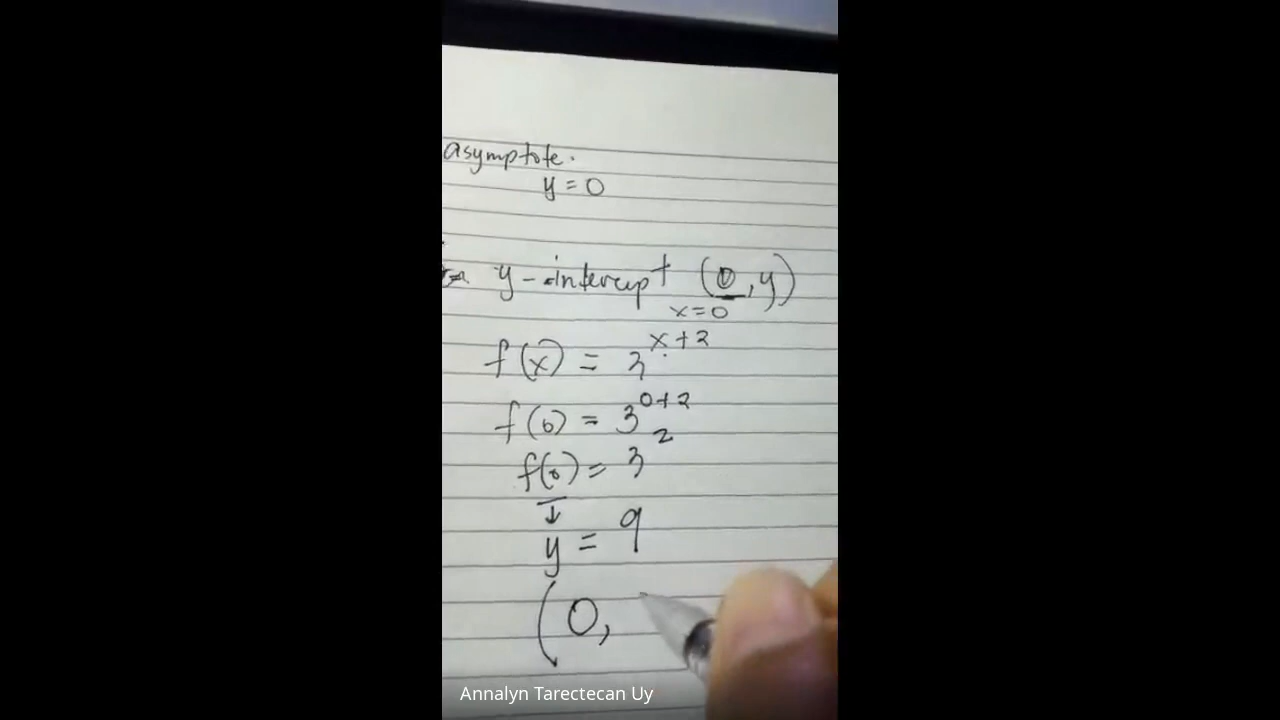 asymptote.
y = 0
y - intercept (0, y)
x = 0
f(x) = 3^x+2
f(0) = 3^0+2
f(0) = 3^2
↓
y = 9
(0,
Annalyn Tarectecan Uy